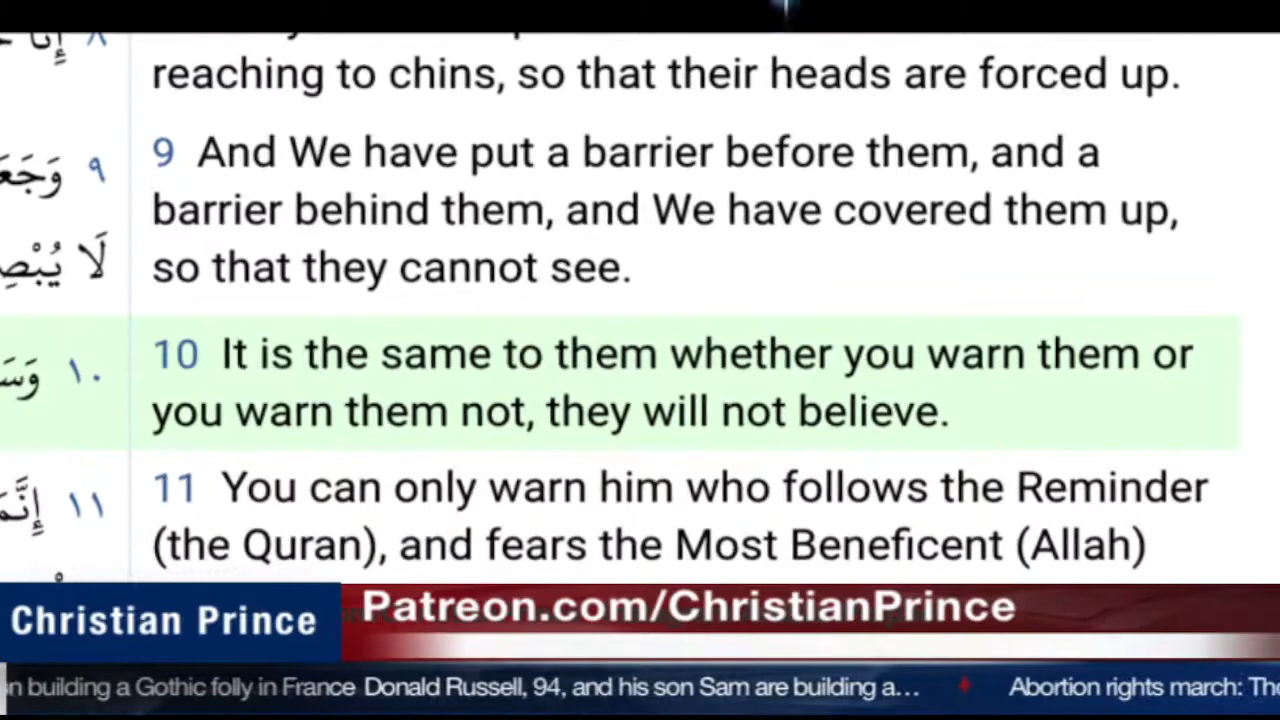 reaching to chins, so that their heads are forced up.
٩
9 And We have put a barrier before them, and a
barrier behind them, and We have covered them up,
لَا
so that they cannot see.
١٠
10 It is the same to them whether you warn them or
you warn them not, they will not believe.
١١
11 You can only warn him who follows the Reminder
(the Quran), and fears the Most Beneficent (Allah)
Christian Prince
Patreon.com/ChristianPrince
n building a Gothic folly in France Donald Russell, 94, and his son Sam are building a… Abortion rights march: